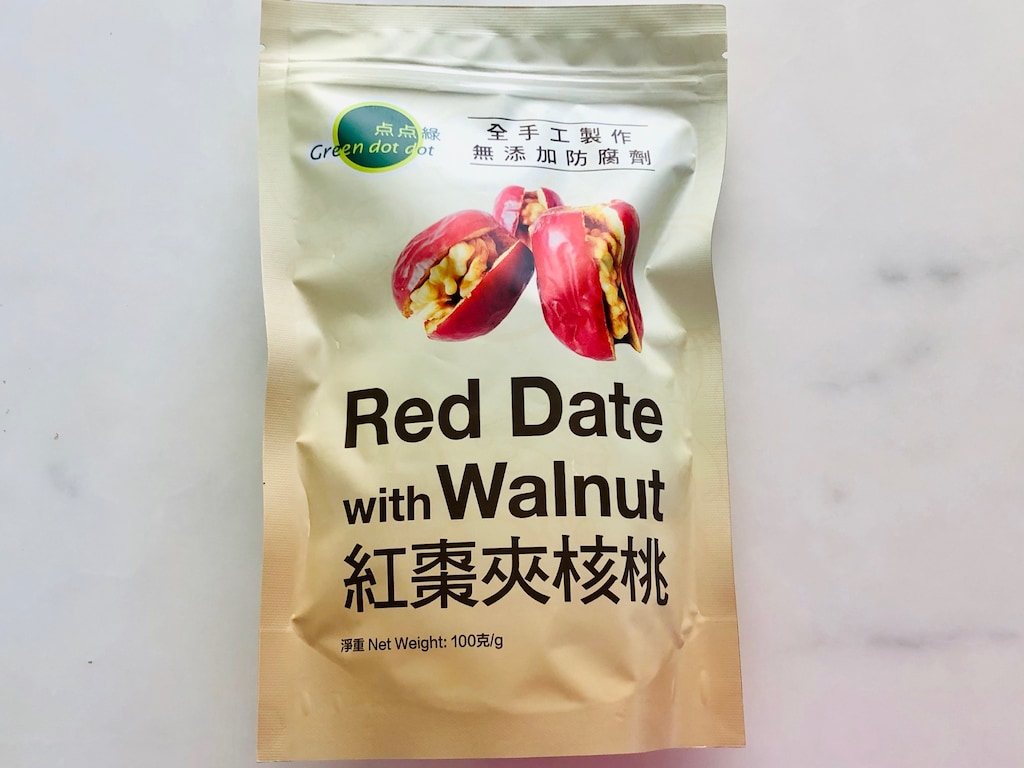 点点綠
Green dot dot
全手工製作
無添加防腐劑
Red Date
with Walnut
紅棗夾核桃
淨重 Net Weight: 100克/g